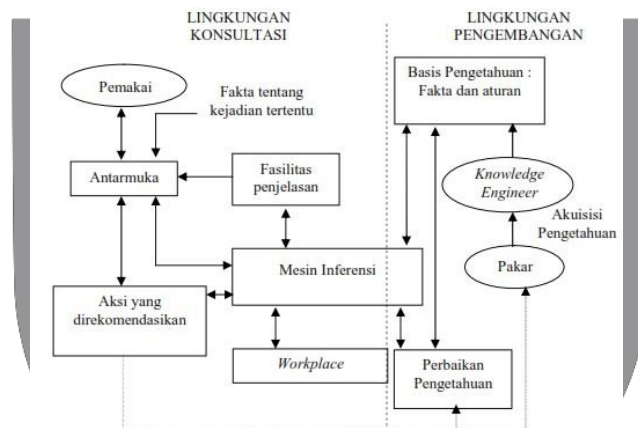 LINGKUNGAN
KONSULTASI
LINGKUNGAN
PENGEMBANGAN
Pemakai
Fakta tentang
kejadian tertentu
Basis Pengetahuan :
Fakta dan aturan
Antarmuka
Fasilitas
penjelasan
Knowledge
Engineer
Akuisisi
Pengetahuan
Mesin Inferensi
Pakar
Aksi yang
direkomendasikan
Workplace
Perbaikan
Pengetahuan